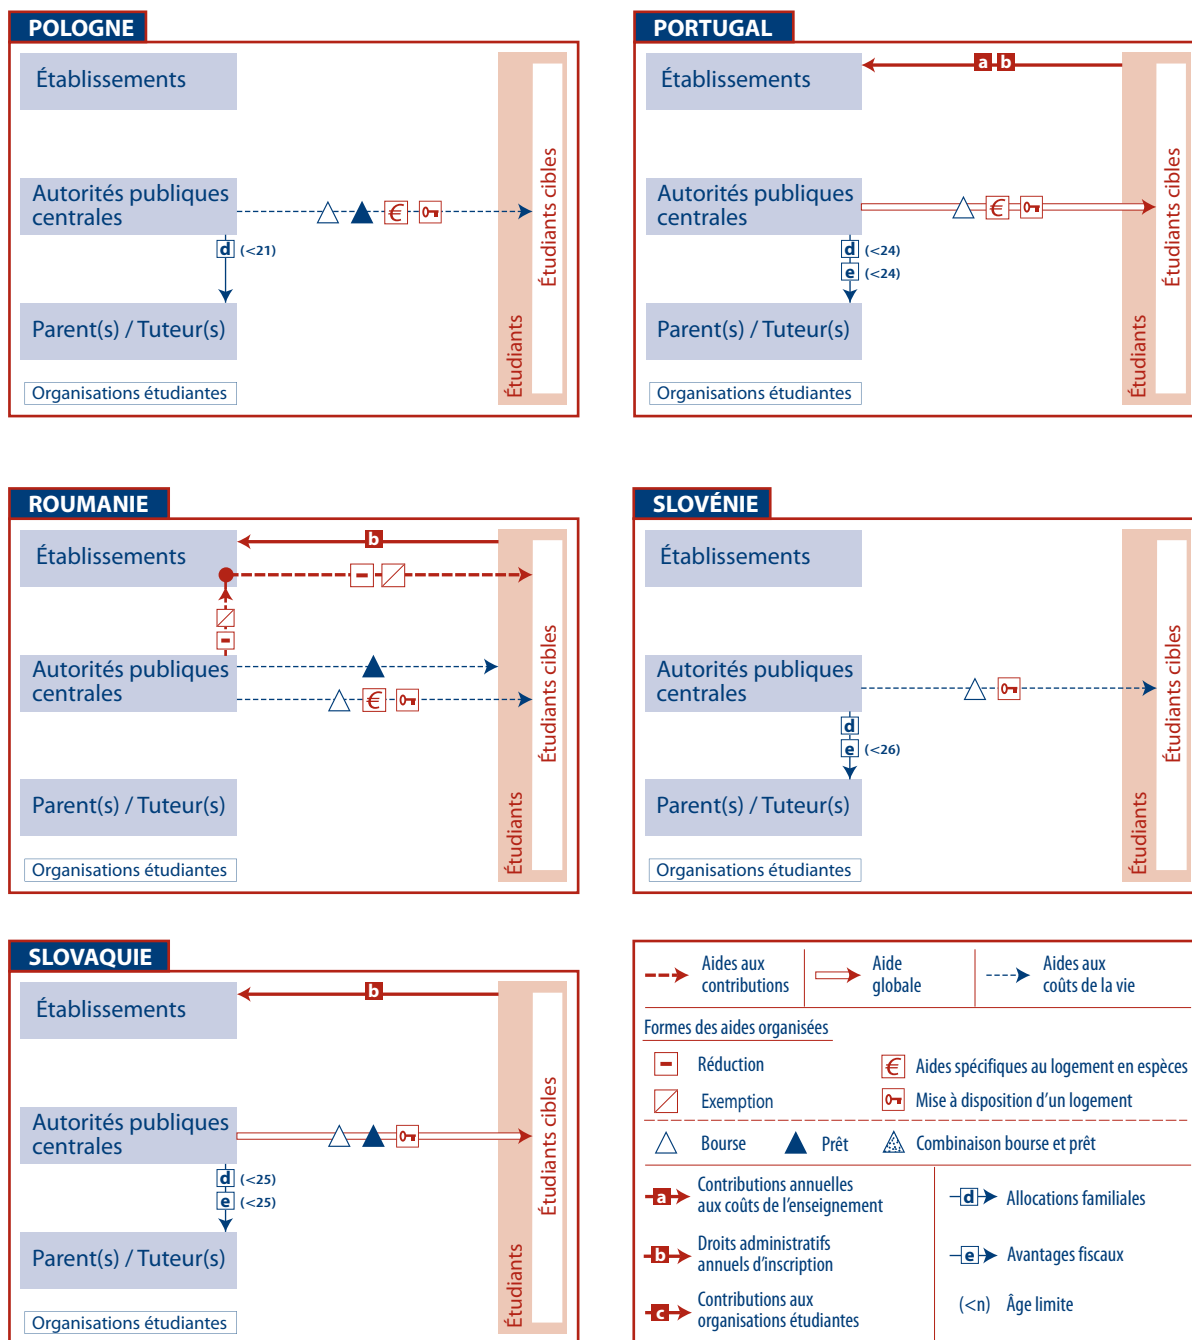 POLOGNE
Établissements
Autorités publiques
centrales
€
d (<21)
Parent(s) / Tuteur(s)
Organisations étudiantes
Étudiants
Étudiants cibles
PORTUGAL
Établissements
a b
Autorités publiques
centrales
€
d (<24)
e (<24)
Parent(s) / Tuteur(s)
Organisations étudiantes
Étudiants
Étudiants cibles
ROUMANIE
Établissements
b
Autorités publiques
centrales
€
Parent(s) / Tuteur(s)
Organisations étudiantes
Étudiants
Étudiants cibles
SLOVÉNIE
Établissements
Autorités publiques
centrales
d
e (<26)
Parent(s) / Tuteur(s)
Organisations étudiantes
Étudiants
Étudiants cibles
SLOVAQUIE
Établissements
b
Autorités publiques
centrales
d (<25)
e (<25)
Parent(s) / Tuteur(s)
Organisations étudiantes
Étudiants
Étudiants cibles
Aides aux
contributions
Aide
globale
Aides aux
coûts de la vie
Formes des aides organisées
Réduction
€ Aides spécifiques au logement en espèces
Exemption
Mise à disposition d'un logement
Bourse
Prêt
Combinaison bourse et prêt
a Contributions annuelles
aux coûts de l'enseignement
d Allocations familiales
b Droits administratifs
annuels d'inscription
e Avantages fiscaux
c Contributions aux
organisations étudiantes
(<n) Âge limite